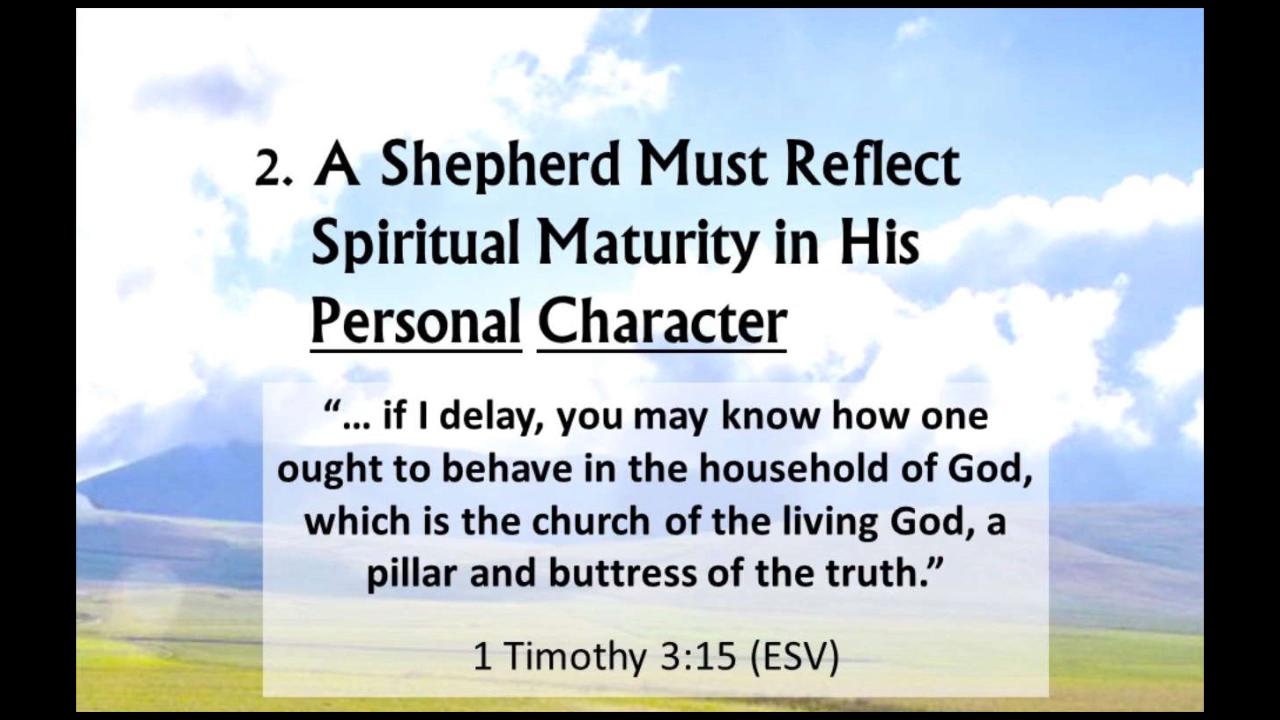 2. A Shepherd Must Reflect
Spiritual Maturity in His
Personal Character
“... if I delay, you may know how one
ought to behave in the household of God,
which is the church of the living God, a
pillar and buttress of the truth.”
1 Timothy 3:15 (ESV)